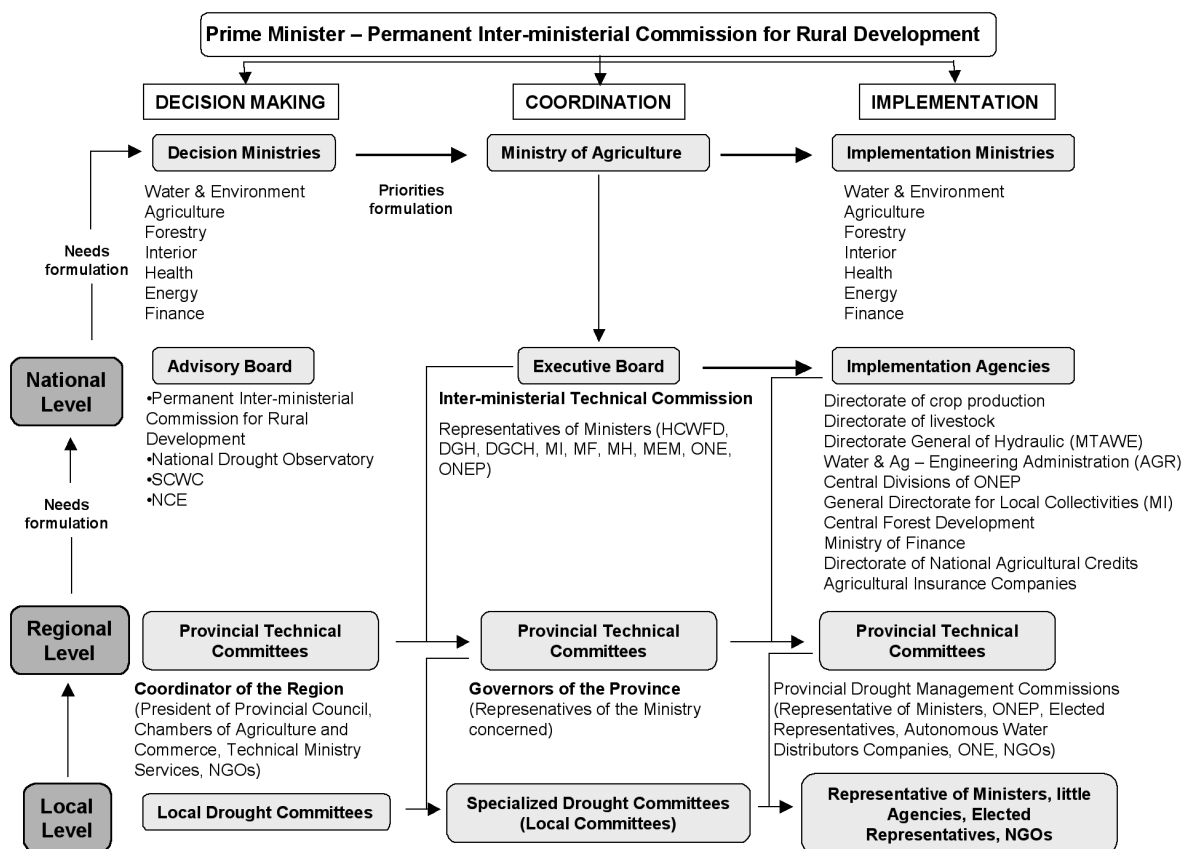 Prime Minister – Permanent Inter-ministerial Commission for Rural Development
DECISION MAKING
COORDINATION
IMPLEMENTATION
Decision Ministries
Ministry of Agriculture
Implementation Ministries
Water & Environment
Agriculture
Forestry
Interior
Health
Energy
Finance
Priorities
formulation
Water & Environment
Agriculture
Forestry
Interior
Health
Energy
Finance
Needs
formulation
National
Level
Advisory Board
•Permanent Inter-ministerial
Commission for Rural
Development
•National Drought Observatory
•SCWC
•NCE
Executive Board
Inter-ministerial Technical Commission
Representatives of Ministers (HCWFD,
DGH, DGCH, MI, MF, MH, MEM, ONE,
ONEP)
Implementation Agencies
Directorate of crop production
Directorate of livestock
Directorate General of Hydraulic (MTAWE)
Water & Ag – Engineering Administration (AGR)
Central Divisions of ONEP
General Directorate for Local Collectivities (MI)
Central Forest Development
Ministry of Finance
Directorate of National Agricultural Credits
Agricultural Insurance Companies
Needs
formulation
Regional
Level
Provincial Technical
Committees
Coordinator of the Region
(President of Provincial Council,
Chambers of Agriculture and
Commerce, Technical Ministry
Services, NGOs)
Provincial Technical
Committees
Governors of the Province
(Represenatives of the Ministry
concerned)
Provincial Technical
Committees
Provincial Drought Management Commissions
(Representative of Ministers, ONEP, Elected
Representatives, Autonomous Water
Distributors Companies, ONE, NGOs)
Local
Level
Local Drought Committees
Specialized Drought Committees
(Local Committees)
Representative of Ministers, little
Agencies, Elected
Representatives, NGOs